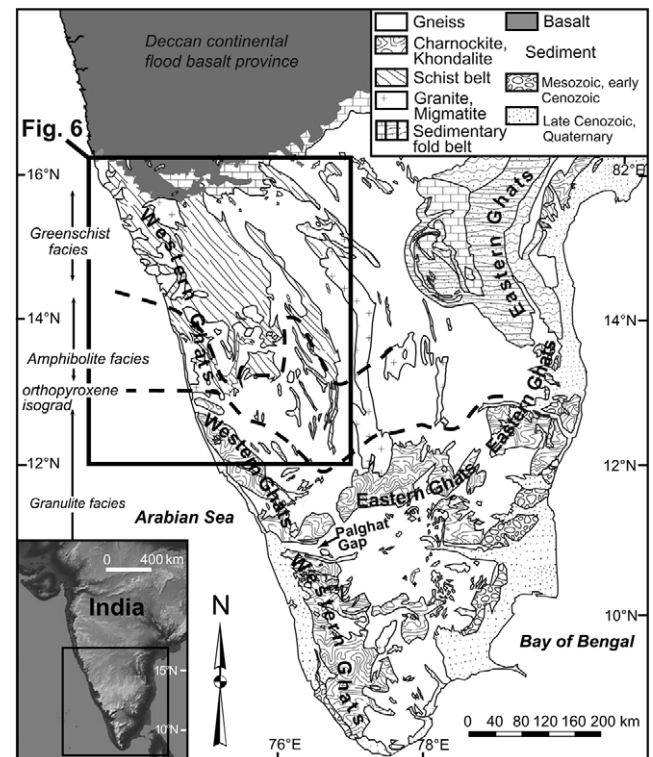 Deccan continental
flood basalt province
Gneiss
Charnockite,
Khondalite
Schist belt
Granite,
Migmatite
Sedimentary
fold belt
Basalt
Sediment
Mesozoic, early
Cenozoic
Late Cenozoic,
Quaternary
Fig. 6
16°N
82°E
Greenschist
facies
Western Ghats
Eastern Ghats
14°N
14°N
Amphibolite facies
orthopyroxene
isograd
Eastern Ghats
Western Ghats
12°N
12°N
Eastern Ghats
Granulite facies
Arabian Sea
Palghat
Gap
0 400 km
India
15°N
10°N
N
Western Ghats
10°N
Bay of Bengal
76°E
78°E
0 40 80 120 160 200 km